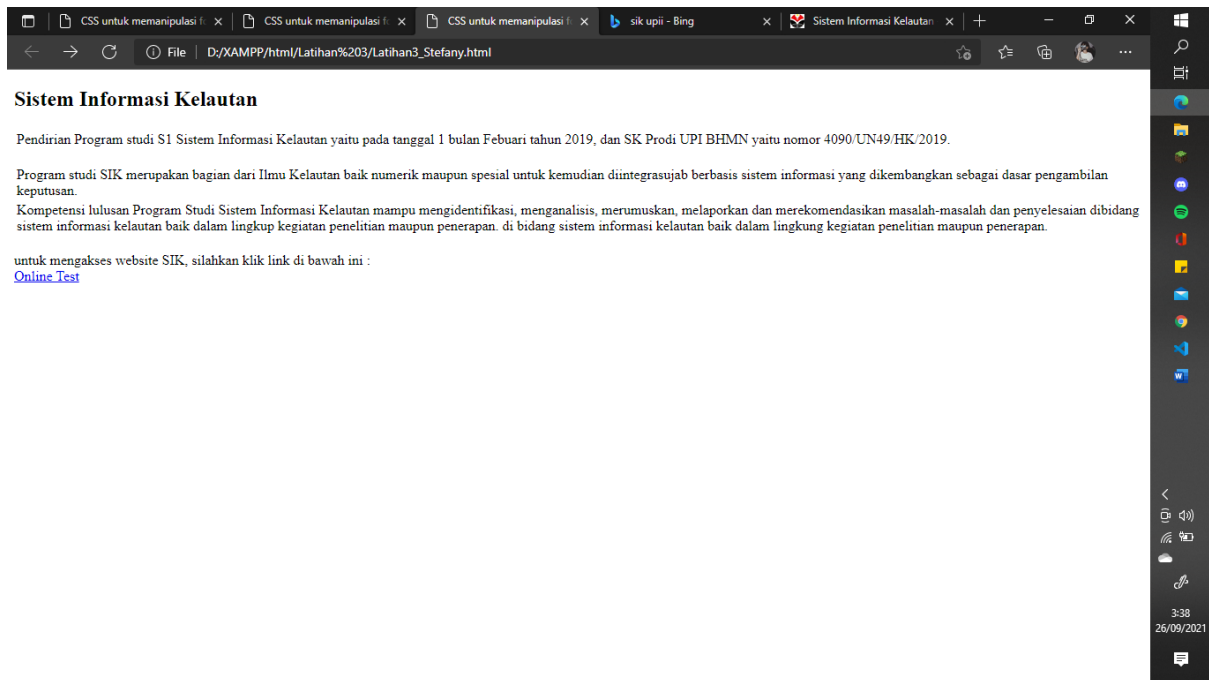 CSS untuk memanipulasi f
CSS untuk memanipulasi f
CSS untuk memanipulasi f
sik upii - Bing
Sistem Informasi Kelautan
File
D:/XAMPP/html/Latihan%203/Latihan3_Stefany.html
Sistem Informasi Kelautan
Pendirian Program studi S1 Sistem Informasi Kelautan yaitu pada tanggal 1 bulan Febuari tahun 2019, dan SK Prodi UPI BHMN yaitu nomor 4090/UN49/HK/2019.
Program studi SIK merupakan bagian dari Ilmu Kelautan baik numerik maupun spesial untuk kemudian diintegrasujab berbasis sistem informasi yang dikembangkan sebagai dasar pengambilan
keputusan.
Kompetensi lulusan Program Studi Sistem Informasi Kelautan mampu mengidentifikasi, menganalisis, merumuskan, melaporkan dan merekomendasikan masalah-masalah dan penyelesaian dibidang
sistem informasi kelautan baik dalam lingkup kegiatan penelitian maupun penerapan. di bidang sistem informasi kelautan baik dalam lingkung kegiatan penelitian maupun penerapan.
untuk mengakses website SIK, silahkan klik link di bawah ini :
Online Test
3:38
26/09/2021